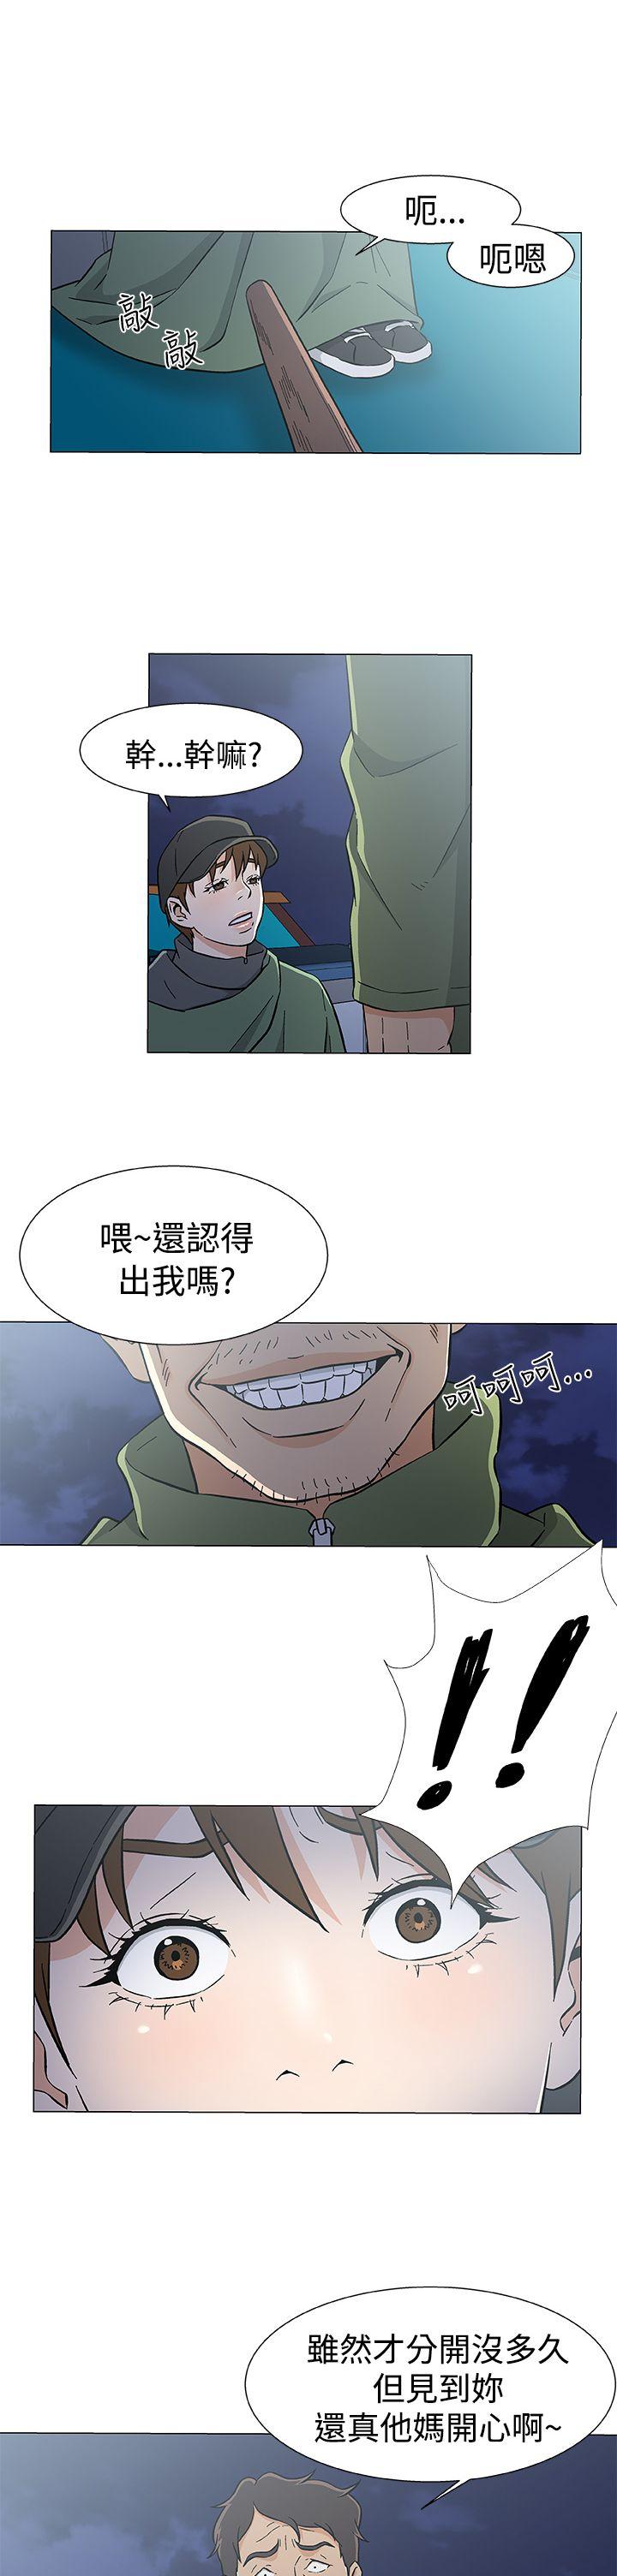 呃...
呃嗯
敲
敲
幹...幹嘛?
喂~還認得
出我嗎?
呵呵呵...
!!
雖然才分開沒多久
但見到妳
還真他媽開心啊~